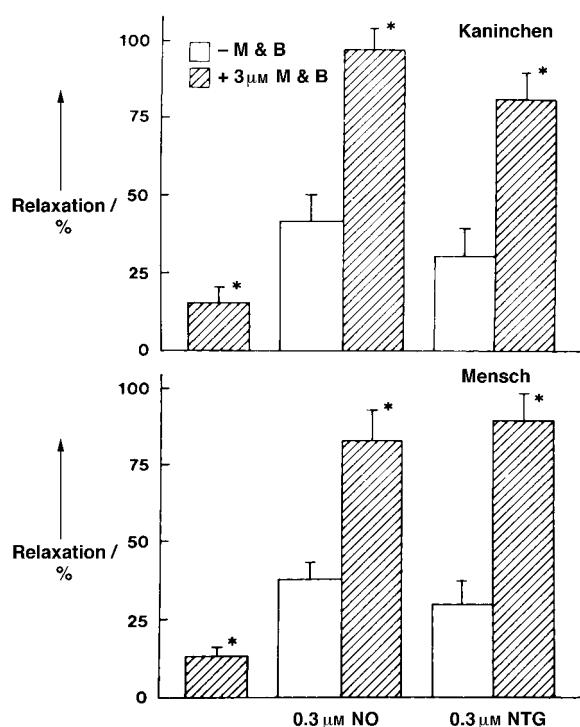 Kaninchen
– M & B
+ 3 µM M & B
100
75
50
25
0
Relaxation /
%
*
*
*
Mensch
100
75
50
25
0
Relaxation /
%
*
*
*
0.3 µM NO
0.3 µM NTG